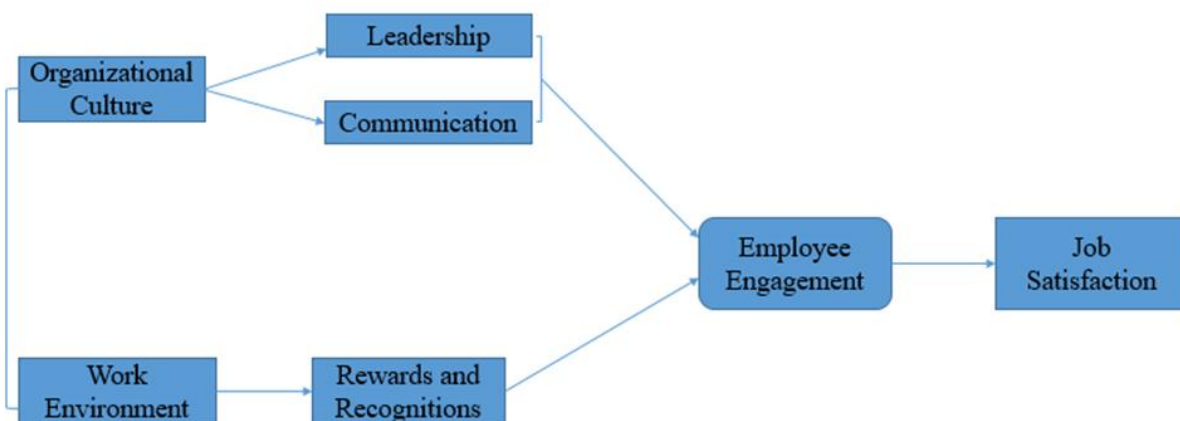 Organizational
Culture
Leadership
Communication
Employee
Engagement
Job
Satisfaction
Work
Environment
Rewards and
Recognitions